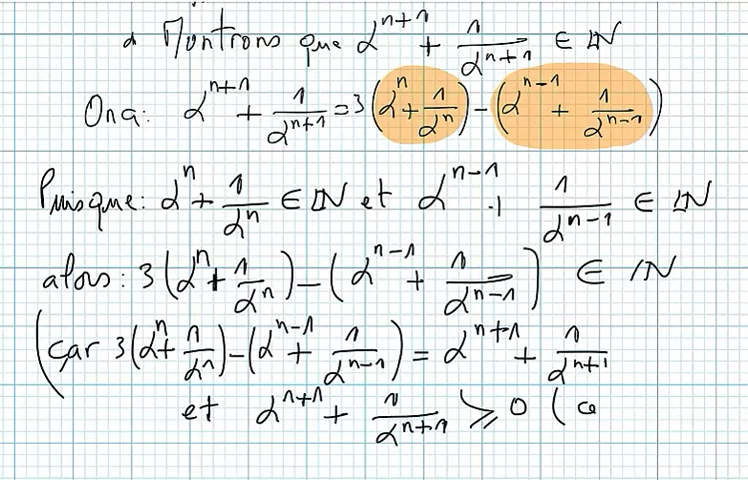 Montrons que α^{n+1} + 1/α^{n+1} ∈ ℕ
On a : α^{n+1} + 1/α^{n+1} = 3(α^n + 1/α^n) - (α^{n-1} + 1/α^{n-1})
Puisque : α^n + 1/α^n ∈ ℕ et α^{n-1} + 1/α^{n-1} ∈ ℕ
alors : 3(α^n + 1/α^n) - (α^{n-1} + 1/α^{n-1}) ∈ ℕ
(car 3(α^n + 1/α^n) - (α^{n-1} + 1/α^{n-1}) = α^{n+1} + 1/α^{n+1}
et α^{n+1} + 1/α^{n+1} ⩾ 0 (ca